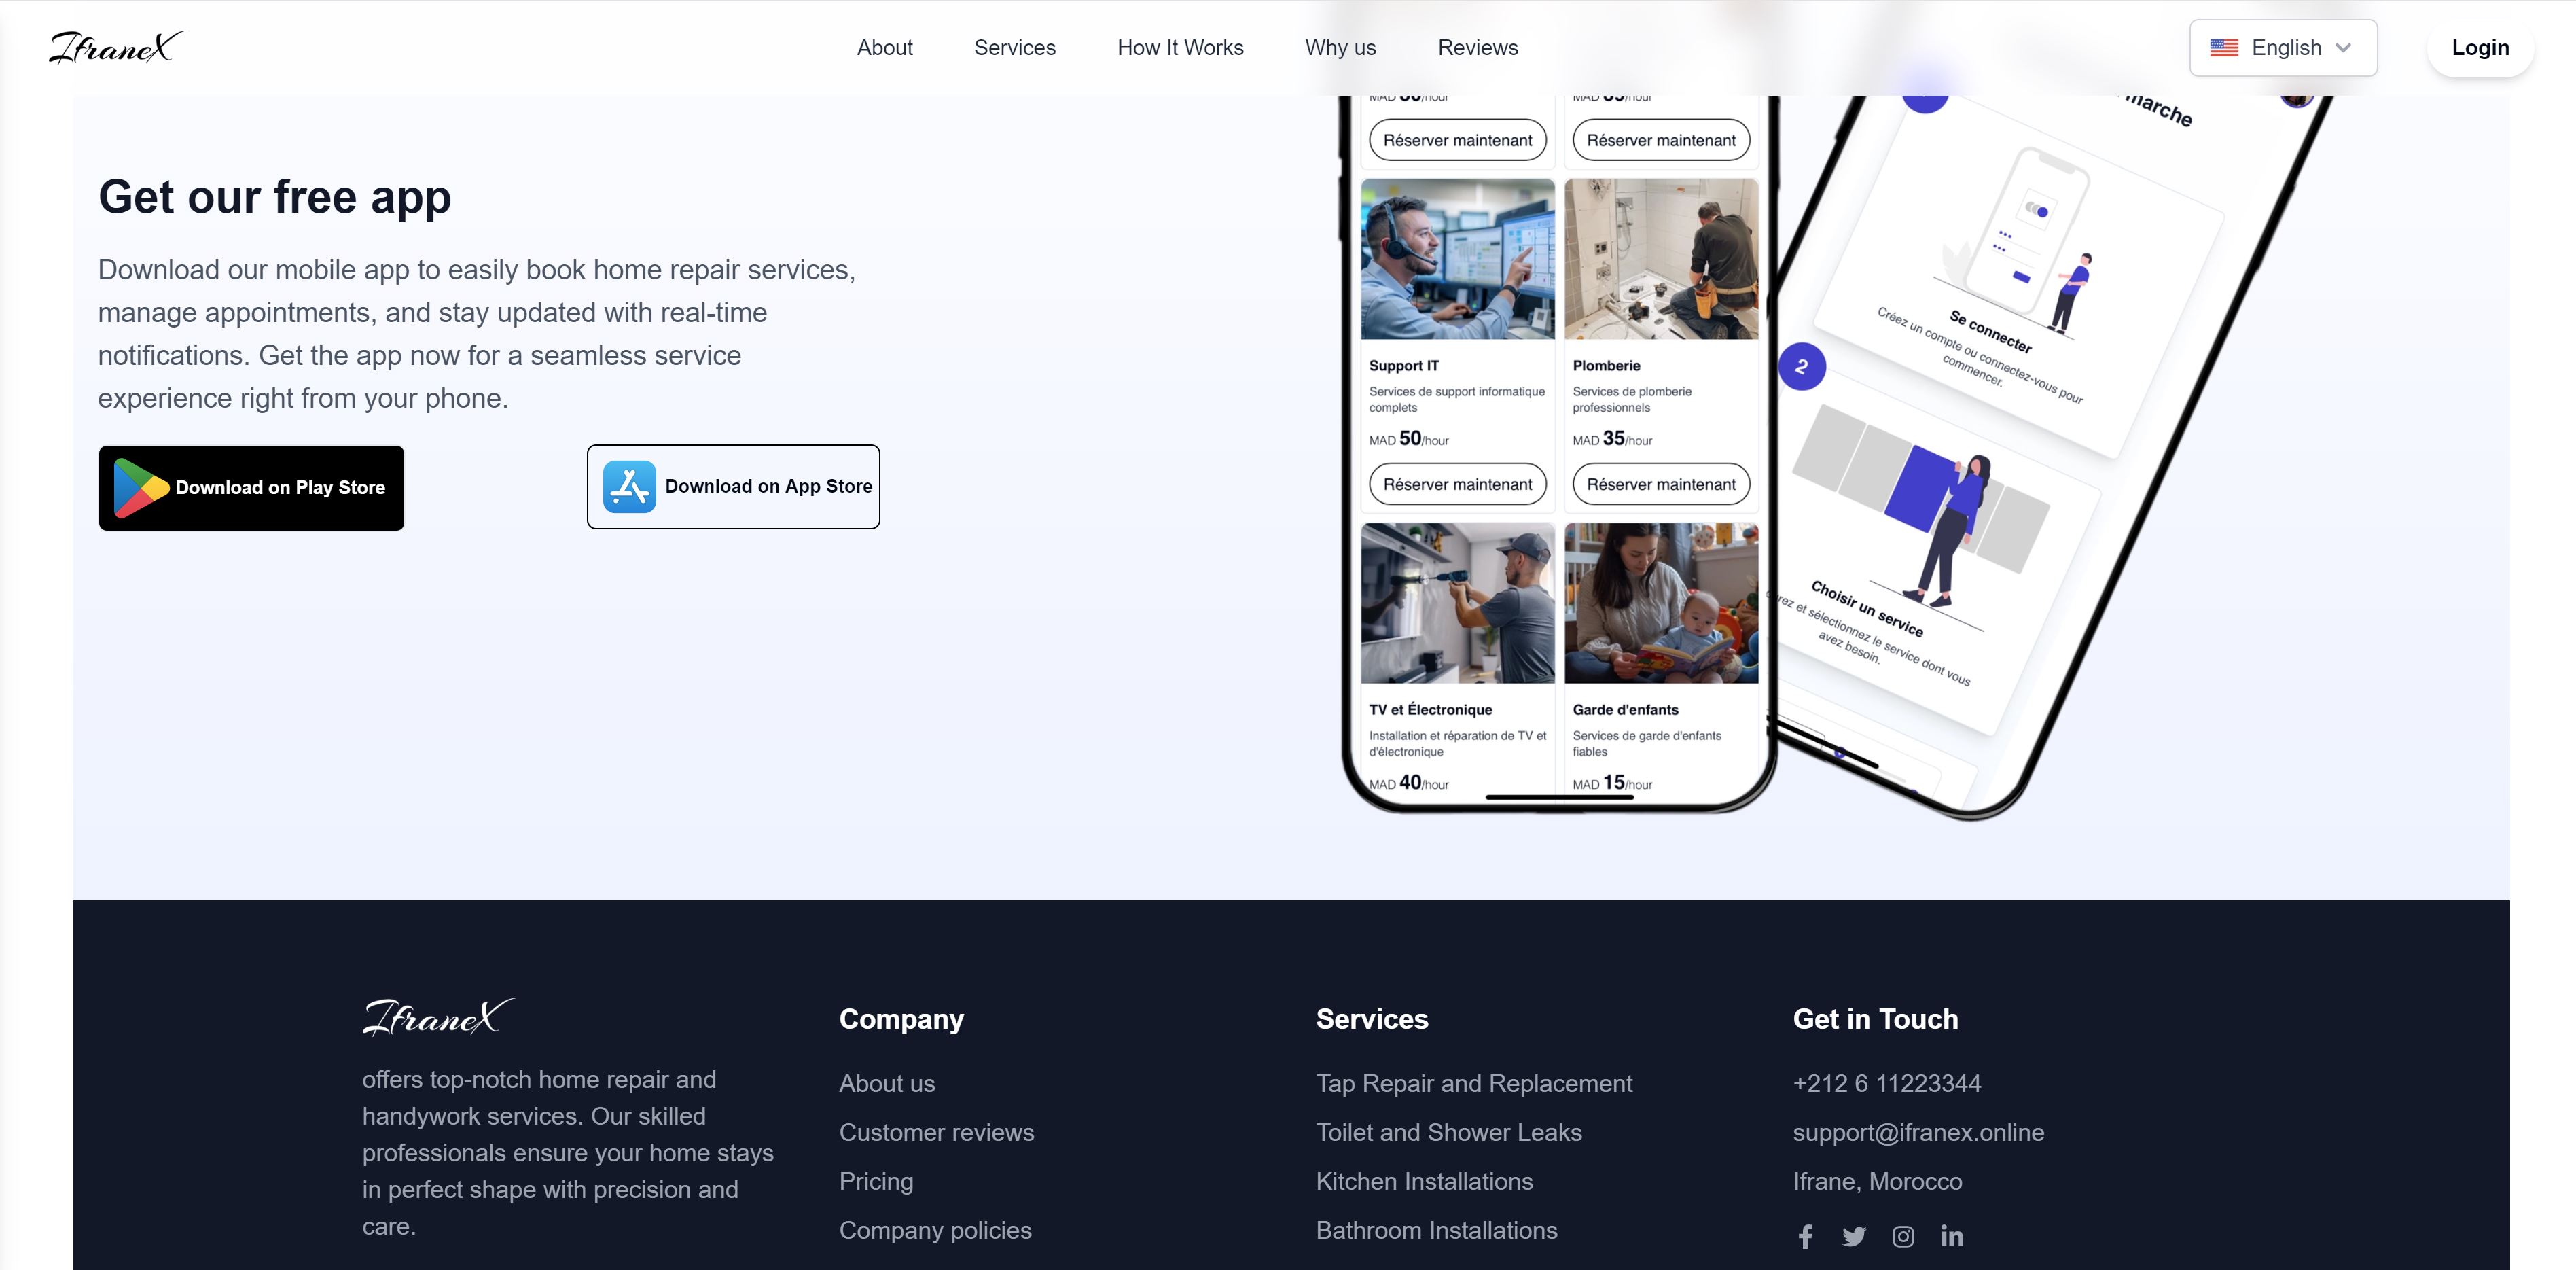 IfraneX
About
Services
How It Works
Why us
Reviews
English
Login
Get our free app
Download our mobile app to easily book home repair services,
manage appointments, and stay updated with real-time
notifications. Get the app now for a seamless service
experience right from your phone.
Download on Play Store
Download on App Store
Réserver maintenant
Réserver maintenant
Support IT
Services de support informatique
complets
MAD 50/hour
Réserver maintenant
Plomberie
Services de plomberie
professionnels
MAD 35/hour
Réserver maintenant
TV et Électronique
Installation et réparation de TV et
d'électronique
MAD 40/hour
Garde d'enfants
Services de garde d'enfants
fiables
MAD 15/hour
marche
Se connecter
Créez un compte ou connectez-vous pour
commencer.
2
Choisir un service
et sélectionnez le service dont vous
avez besoin.
IfraneX
offers top-notch home repair and
handywork services. Our skilled
professionals ensure your home stays
in perfect shape with precision and
care.
Company
About us
Customer reviews
Pricing
Company policies
Services
Tap Repair and Replacement
Toilet and Shower Leaks
Kitchen Installations
Bathroom Installations
Get in Touch
+212 6 11223344
support@ifranex.online
Ifrane, Morocco